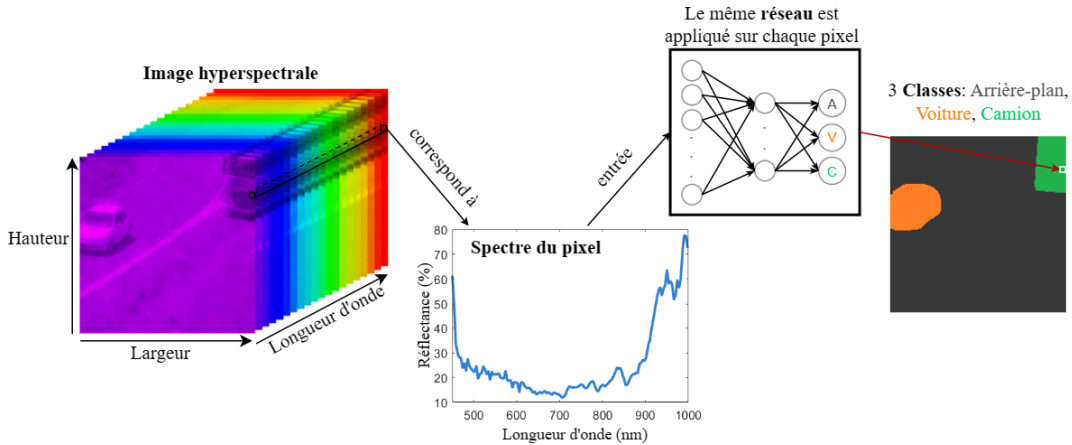 Image hyperspectrale
Hauteur
Largeur
Longueur d'onde
correspond à
Spectre du pixel
Réflectance (%)
80
70
60
50
40
30
20
10
500
600
700
800
900
1000
Longueur d'onde (nm)
entrée
Le même réseau est
appliqué sur chaque pixel
A
V
C
3 Classes: Arrière-plan,
Voiture, Camion